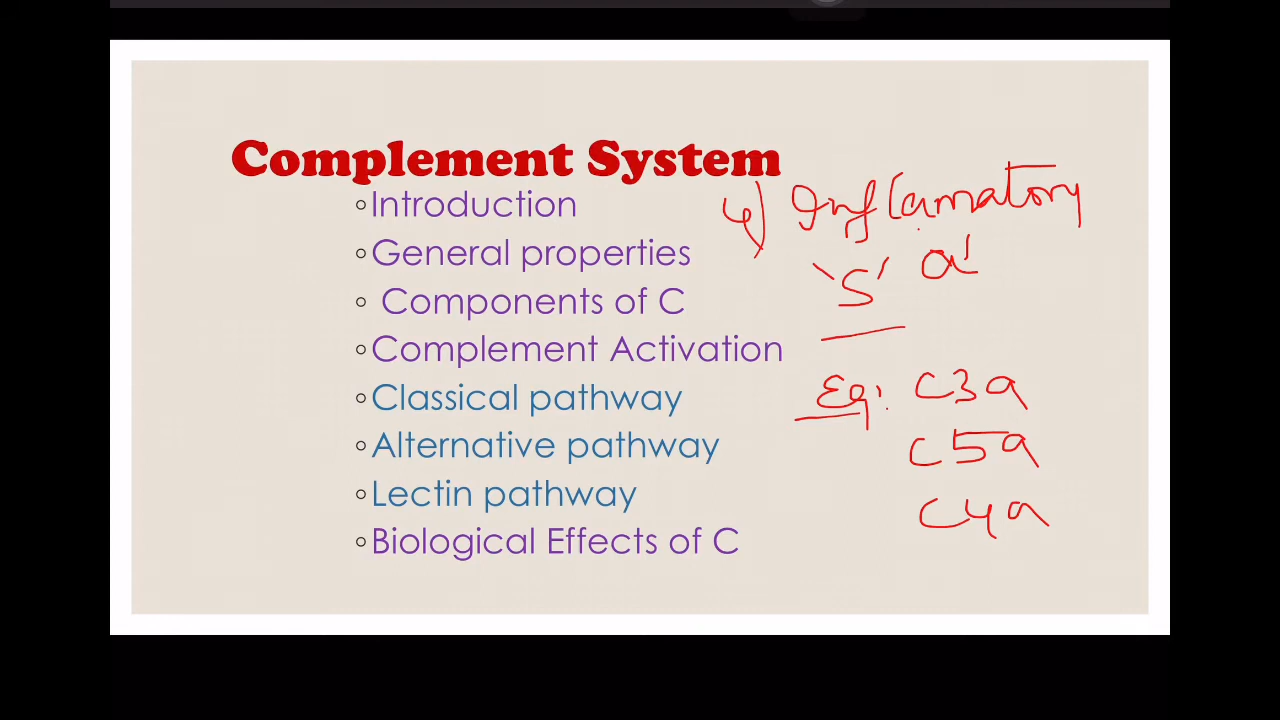 Complement System
◦Introduction
◦General properties
◦ Components of C
◦Complement Activation
◦Classical pathway
◦Alternative pathway
◦Lectin pathway
◦Biological Effects of C
4) Inflamatory
'S' a'
Eg: C3a
C5a
C4a